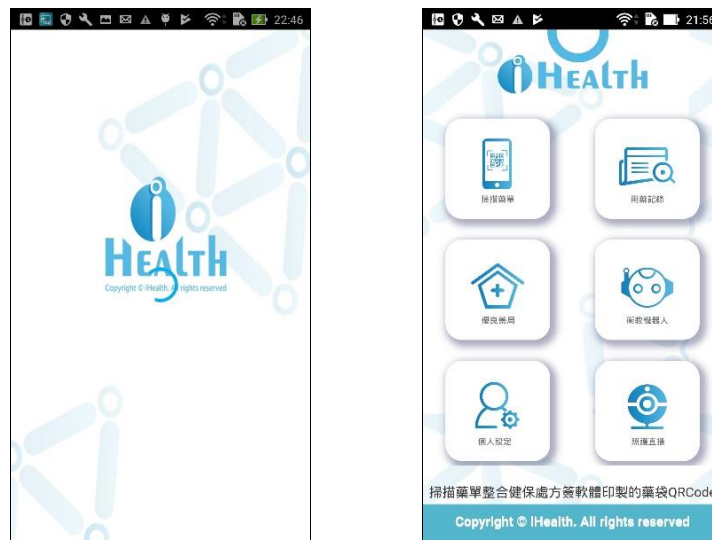 22:46
iHEALTH
Copyright © iHealth. All rights reserved
21:56
iHEALTH
掃描藥單
用藥記錄
優良藥局
衛教機器人
個人設定
照護直播
掃描藥單整合健保處方簽軟體印製的藥袋QRCode
Copyright © iHealth. All rights reserved